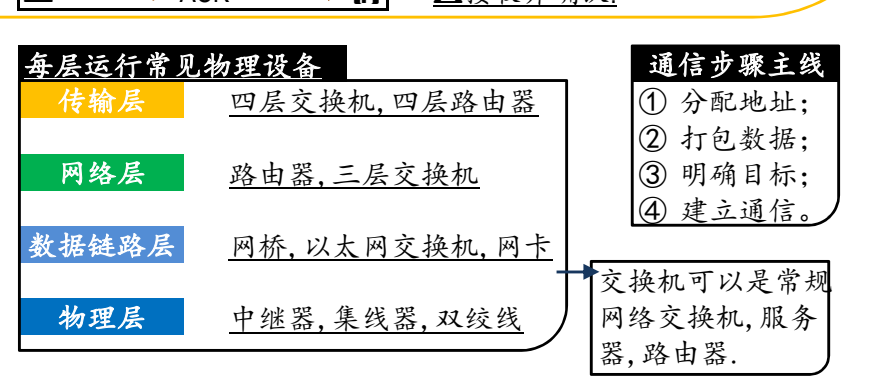 ACK
每层运行常见物理设备
传输层 四层交换机,四层路由器
网络层 路由器,三层交换机
数据链路层 网桥,以太网交换机,网卡
物理层 中继器,集线器,双绞线
通信步骤主线
① 分配地址;
② 打包数据;
③ 明确目标;
④ 建立通信。
交换机可以是常规
网络交换机,服务
器,路由器.